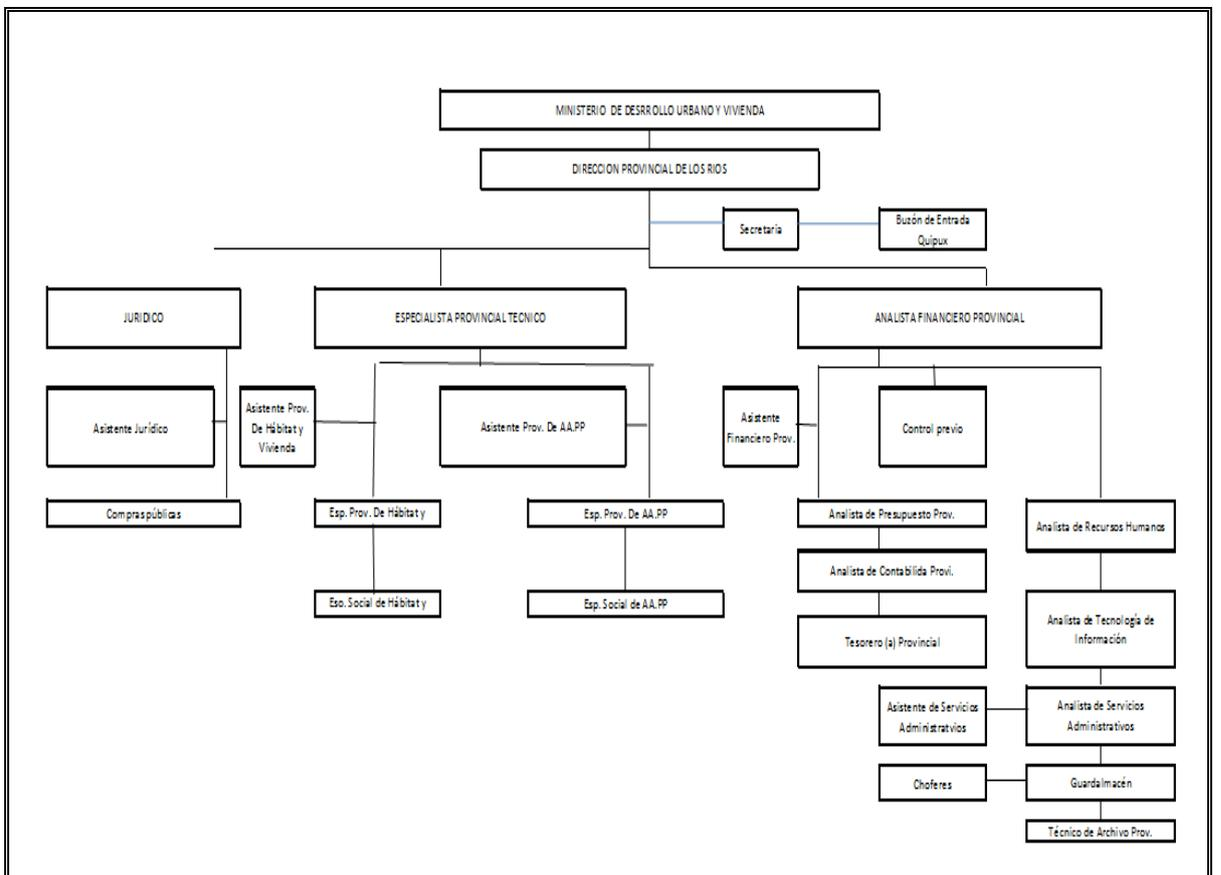 MINISTERIO DE DESRROLLO URBANO Y VIVIENDA
DIRECCION PROVINCIAL DE LOS RIOS
Secretaria
Buzón de Entrada
Quipux
JURIDICO
ESPECIALISTA PROVINCIAL TECNICO
ANALISTA FINANCIERO PROVINCIAL
Asistente Jurídico
Asistente Prov.
De Hábitat y
Vivienda
Asistente Prov. De AA.PP
Asistente
Financiero Prov.
Control previo
Compras públicas
Esp. Prov. De Hábitat y
Esp. Prov. De AA.PP
Analista de Presupuesto Prov.
Analista de Recursos Humanos
Analista de Contabilida Provi.
Eso. Social de Hábitat y
Esp. Social de AA.PP
Analista de Tecnología de
Información
Tesorero (a) Provincial
Asistente de Servicios
Administratvios
Analista de Servicios
Administrativos
Choferes
Guardalmacén
Técnico de Archivo Prov.